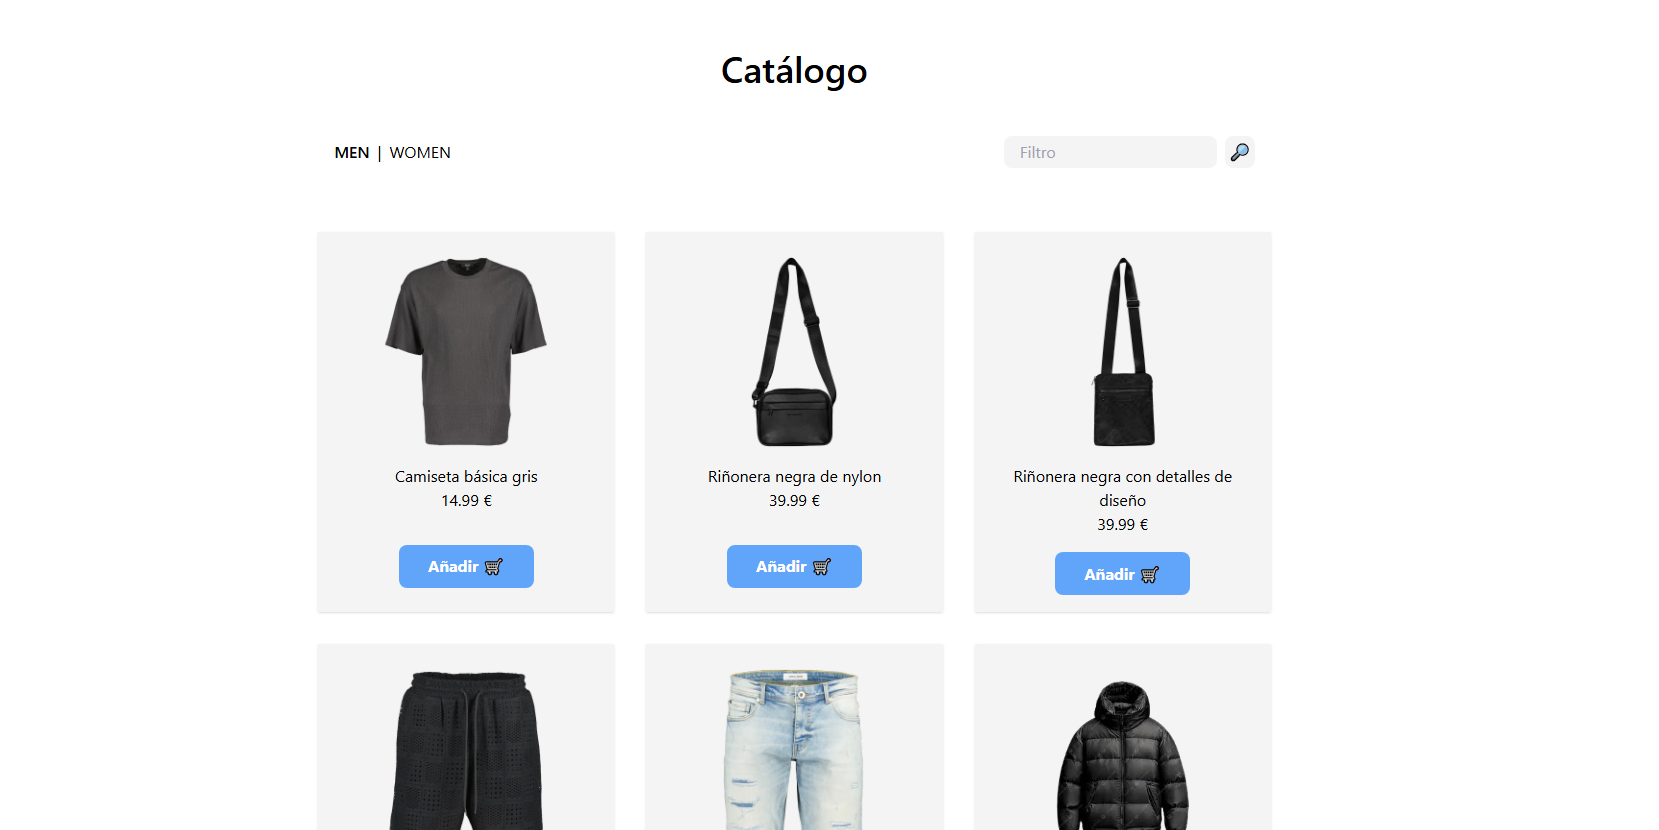 Catálogo
MEN | WOMEN
Filtro
Camiseta básica gris
14.99 €
Añadir
Riñonera negra de nylon
39.99 €
Añadir
Riñonera negra con detalles de
diseño
39.99 €
Añadir